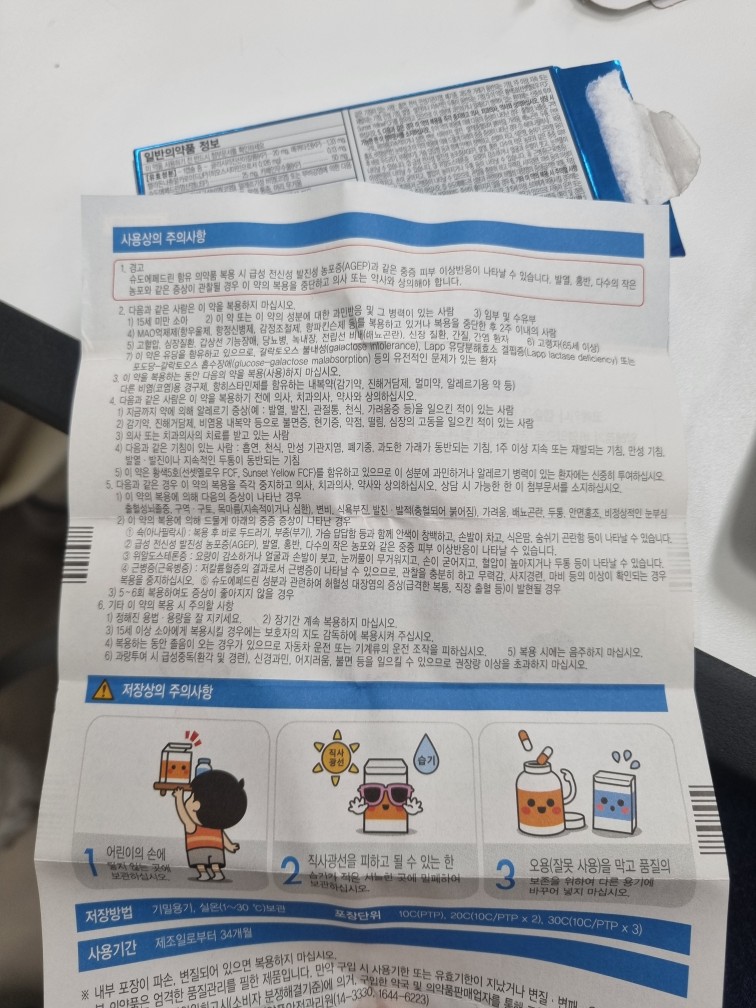 일반의약품 정보
사용상의 주의사항
1. 경고
슈도에페드린 함유 의약품 복용 시 급성 전신성 발진성 농포증(AGEP)과 같은 중증 피부 이상반응이 나타날 수 있습니다. 발열, 홍반, 다수의 작은
농포와 같은 증상이 관찰될 경우 이 약의 복용을 중단하고 의사 또는 약사와 상의해야 합니다.
2. 다음과 같은 사람은 이 약을 복용하지 마십시오.
1) 15세 미만 소아 2) 이 약 또는 이 약의 성분에 대한 과민반응 및 그 병력이 있는 사람 3) 임부 및 수유부
4) MAO억제제(항우울제, 항정신병제, 감정조절제, 항파킨슨제 등)를 복용하고 있거나 복용을 중단한 후 2주 이내의 사람
5) 고혈압, 심장질환, 갑상선 기능장애, 당뇨병, 녹내장, 전립선 비대(배뇨곤란), 신장 질환, 간질, 간염 환자 6) 고령자(65세 이상)
7) 이 약은 유당을 함유하고 있으므로, 갈락토오스 불내성(galactose intolerance), Lapp 유당분해효소 결핍증(Lapp lactase deficiency) 또는
포도당-갈락토오스 흡수장애(glucose-galactose malabsorption) 등의 유전적인 문제가 있는 환자
3. 이 약을 복용하는 동안 다음의 약을 복용(사용)하지 마십시오.
다른 비염(코염)용 경구제, 항히스타민제를 함유하는 내복약(감기약, 진해거담제, 멀미약, 알레르기용 약 등)
4. 다음과 같은 사람은 이 약을 복용하기 전에 의사, 치과의사, 약사와 상의하십시오.
1) 지금까지 약에 의해 알레르기 증상(예 : 발열, 발진, 관절통, 천식, 가려움증 등)을 일으킨 적이 있는 사람
2) 감기약, 진해거담제, 비염용 내복약 등으로 불면증, 현기증, 약점, 떨림, 심장의 고동을 일으킨 적이 있는 사람
3) 의사 또는 치과의사의 치료를 받고 있는 사람
4) 다음과 같은 기침이 있는 사람 : 흡연, 천식, 만성 기관지염, 폐기종, 과도한 가래가 동반되는 기침, 1주 이상 지속 또는 재발되는 기침, 만성 기침,
발열·발진이나 지속적인 두통이 동반되는 기침
5) 이 약은 황색5호(선셋옐로우 FCF, Sunset Yellow FCF)를 함유하고 있으므로 이 성분에 과민하거나 알레르기 병력이 있는 환자에는 신중히 투여하십시오.
5. 다음과 같은 경우 이 약의 복용을 즉각 중지하고 의사, 치과의사, 약사와 상의하십시오. 상담 시 가능한 한 이 첨부문서를 소지하십시오.
1) 이 약의 복용에 의해 다음의 증상이 나타난 경우
출혈성뇌졸중, 구역·구토, 목마름(지속적이거나 심한), 변비, 식욕부진, 발진·발적(충혈되어 붉어짐), 가려움, 배뇨곤란, 두통, 안면홍조, 비정상적인 눈부심
2) 이 약의 복용에 의해 드물게 아래의 중증 증상이 나타난 경우
① 쇽(아나필락시) : 복용 후 바로 두드러기, 부종(부기), 가슴 답답함 등과 함께 안색이 창백하고, 손발이 차고, 식은땀, 숨쉬기 곤란함 등이 나타날 수 있습니다.
② 급성 전신성 발진성 농포증(AGEP), 발열, 홍반, 다수의 작은 농포와 같은 중증 피부 이상반응이 나타날 수 있습니다.
③ 위알도스테론증 : 오량이 감소하거나 얼굴과 손발이 붓고, 눈꺼풀이 무거워지고, 손이 굳어지고, 혈압이 높아지거나 두통 등이 나타날 수 있습니다.
④ 근병증(근육병증) : 저칼륨혈증의 결과로서 근병증이 나타날 수 있으므로, 관찰을 충분히 하고 무력감, 사지경련, 마비 등의 이상이 확인되는 경우
복용을 중지하십시오. ⑤ 슈도에페드린 성분과 관련하여 허혈성 대장염의 증상(급격한 복통, 직장 출혈 등)이 발현될 경우
3) 5~6회 복용하여도 증상이 좋아지지 않을 경우
6. 기타 이 약의 복용 시 주의할 사항
1) 정해진 용법·용량을 잘 지키세요. 2) 장기간 계속 복용하지 마십시오.
3) 15세 이상 소아에게 복용시킬 경우에는 보호자의 지도 감독하에 복용시켜 주십시오.
4) 복용하는 동안 졸음이 오는 경우가 있으므로 자동차 운전 또는 기계류의 운전 조작을 피하십시오. 5) 복용 시에는 음주하지 마십시오.
6) 과량투여 시 급성중독(환각 및 경련), 신경과민, 어지러움, 불면 등을 일으킬 수 있으므로 권장량 이상을 초과하지 마십시오.
저장상의 주의사항
직사
광선
습기
1 어린이의 손에
닿지 않는 곳에
보관하십시오.
2 직사광선을 피하고 될 수 있는 한
습기가 적은 서늘한 곳에 밀폐하여
보관하십시오.
3 오용(잘못 사용)을 막고 품질의
보존을 위하여 다른 용기에
바꾸어 넣지 마십시오.
저장방법 기밀용기, 실온(1~30 ℃)보관 포장단위 10C(PTP), 20C(10C/PTP x 2), 30C(10C/PTP x 3)
사용기간 제조일로부터 34개월
※ 내부 포장이 파손, 변질되어 있으면 복용하지 마십시오.
본 의약품은 엄격한 품질관리를 필한 제품입니다. 만약 구입 시 사용기한 또는 유효기한이 지났거나 변질·변패
(소비자 분쟁해결기준)에 의거, 구입한 약국 및 의약품판매업자를 통해
안전관리원(14-3330, 1644-6223)